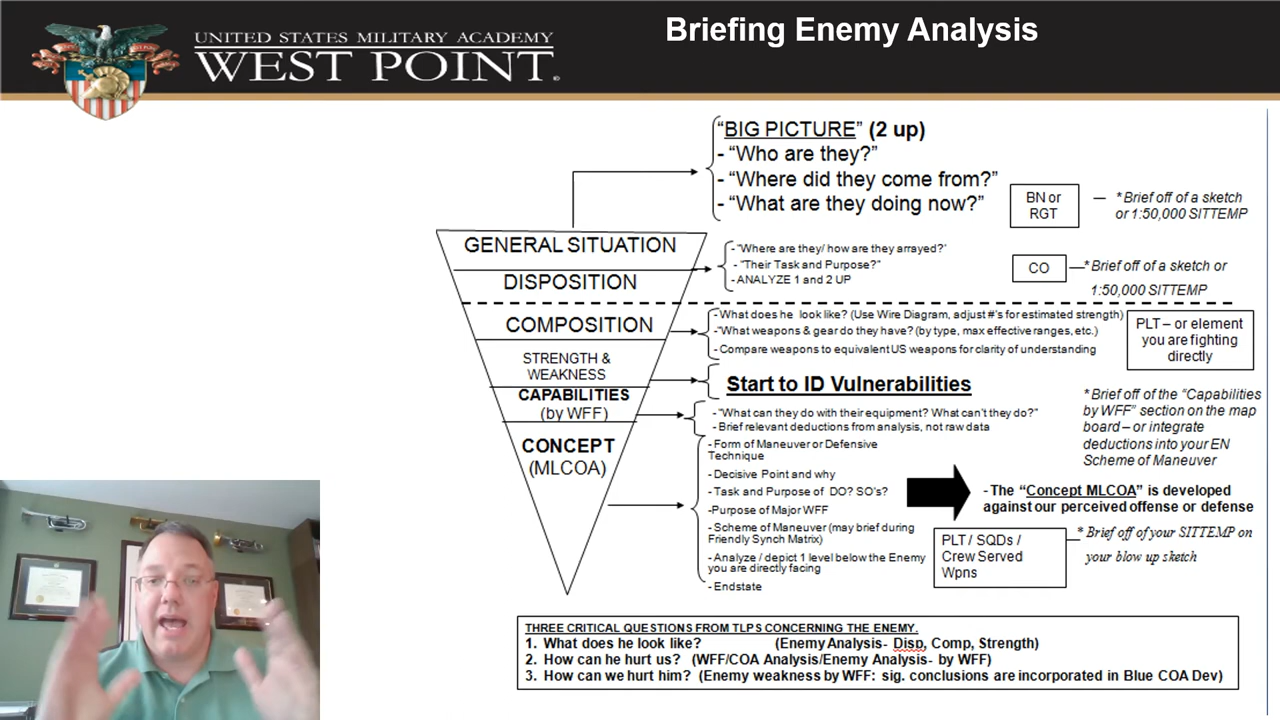 UNITED STATES MILITARY ACADEMY
WEST POINT.
Briefing Enemy Analysis
"BIG PICTURE" (2 up)
- "Who are they?"
- "Where did they come from?"
- "What are they doing now?"
BN or
RGT
* Brief off of a sketch
or 1:50,000 SITTEMP
GENERAL SITUATION
DISPOSITION
- "Where are they/ how are they arrayed?"
- "Their Task and Purpose?"
- ANALYZE 1 and 2 UP
CO
* Brief off of a sketch or
1:50,000 SITTEMP
COMPOSITION
- What does he look like? (Use Wire Diagram, adjust #'s for estimated strength)
- "What weapons & gear do they have? (by type, max effective ranges, etc.)
- Compare weapons to equivalent US weapons for clarity of understanding
PLT – or element
you are fighting
directly
STRENGTH &
WEAKNESS
Start to ID Vulnerabilities
CAPABILITIES
(by WFF)
- "What can they do with their equipment? What can't they do?"
- Brief relevant deductions from analysis, not raw data
* Brief off of the "Capabilities
by WFF" section on the map
board – or integrate
deductions into your EN
Scheme of Maneuver
CONCEPT
(MLCOA)
- Form of Maneuver or Defensive
Technique
- Decisive Point and why
- Task and Purpose of DO? SO's?
-Purpose of Major WFF
- Scheme of Maneuver (may brief during
Friendly Synch Matrix)
- Analyze / depict 1 level below the Enemy
you are directly facing
- Endstate
- The "Concept MLCOA" is developed
against our perceived offense or defense
PLT / SQDs /
Crew Served
Wpns
* Brief off of your SITTEMP on
your blow up sketch
THREE CRITICAL QUESTIONS FROM TLPS CONCERNING THE ENEMY.
1. What does he look like? (Enemy Analysis- Disp, Comp, Strength)
2. How can he hurt us? (WFF/COA Analysis/Enemy Analysis- by WFF)
3. How can we hurt him? (Enemy weakness by WFF: sig. conclusions are incorporated in Blue COA Dev)